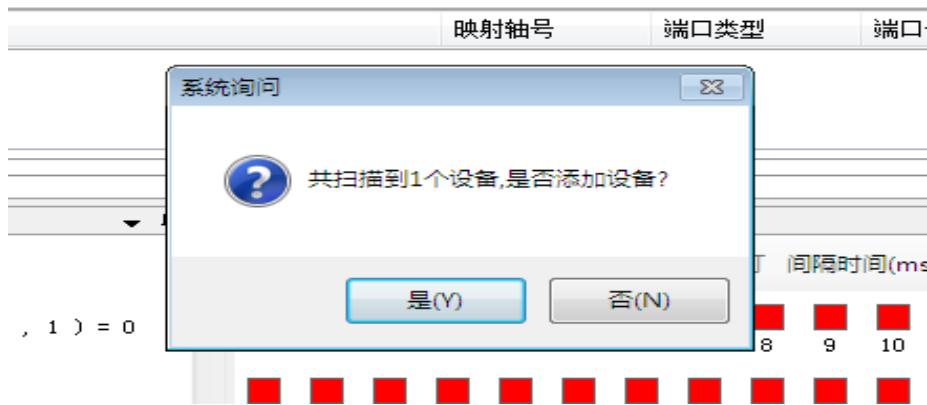 映射轴号 端口类型 端口
系统询问
共扫描到1个设备,是否添加设备?
间隔时间(ms
是(Y) 否(N)
, 1 ) = 0
8 9 10